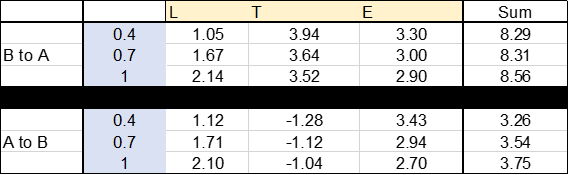 L T E Sum
0.4 1.05 3.94 3.30 8.29
B to A 0.7 1.67 3.64 3.00 8.31
1 2.14 3.52 2.90 8.56
0.4 1.12 -1.28 3.43 3.26
A to B 0.7 1.71 -1.12 2.94 3.54
1 2.10 -1.04 2.70 3.75